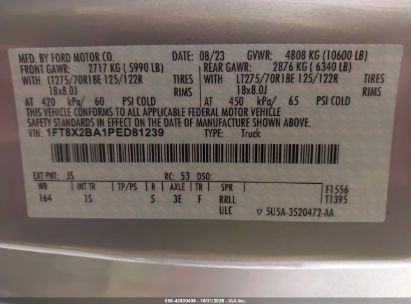 MFD. BY FORD MOTOR CO. 08/23 GVWR: 4808 KG (10600 LB)
FRONT GAWR: 2717 KG (5990 LB) REAR GAWR: 2876 KG (6340 LB)
LT275/70R18E 125/122R TIRES LT275/70R18E 125/122R TIRES
18x8.0J RIMS 18x8.0J RIMS
AT 420 kPa/ 60 PSI COLD AT 450 kPa/ 65 PSI COLD
THIS VEHICLE CONFORMS TO ALL APPLICABLE FEDERAL MOTOR VEHICLE
SAFETY STANDARDS IN EFFECT ON THE DATE OF MANUFACTURE SHOWN ABOVE.
VIN: 1FT8X2BA1PED81239 TYPE: Truck
EXT PNT: JS RC: 53 DSO: F1556
WB INT TR TP/PS R AXLE TR SPR T1395
164 1S 5 3E F RRLL
ULC 5U5A-3520472-AA
10/31/2025